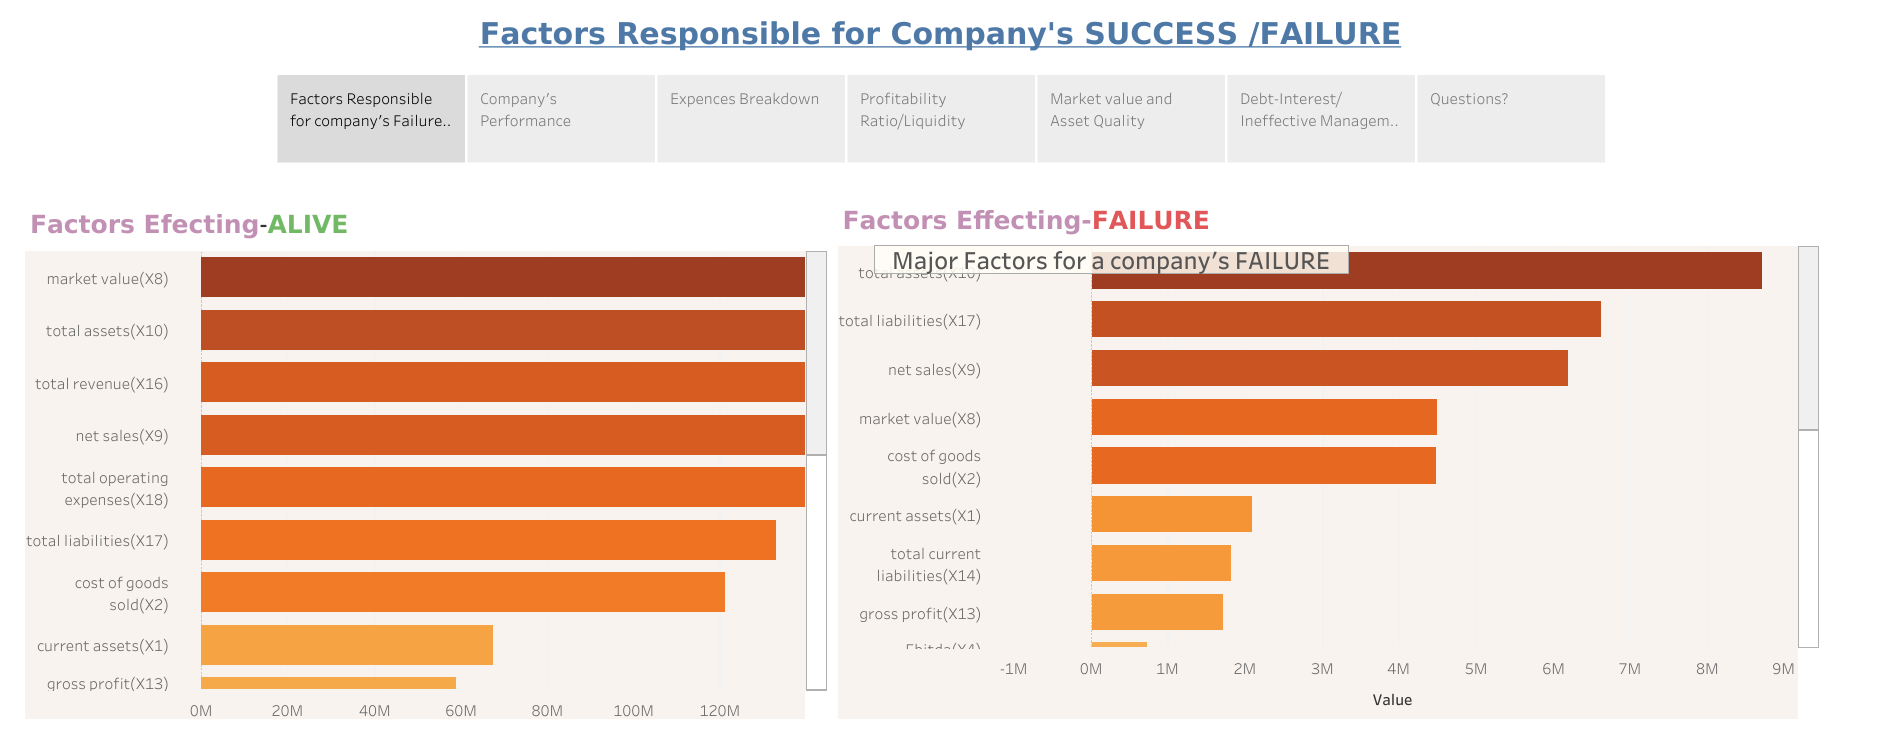 Factors Responsible for Company's SUCCESS /FAILURE
Factors Responsible
for company's Failure..
Company's
Performance
Expences Breakdown
Profitability
Ratio/Liquidity
Market value and
Asset Quality
Debt-Interest/
Ineffective Managem..
Questions?
Factors Efecting-ALIVE
market value(X8)
total assets(X10)
total revenue(X16)
net sales(X9)
total operating
expenses(X18)
total liabilities(X17)
cost of goods
sold(X2)
current assets(X1)
gross profit(X13)
0M 20M 40M 60M 80M 100M 120M
Factors Effecting-FAILURE
Major Factors for a company's FAILURE
total assets(X10)
total liabilities(X17)
net sales(X9)
market value(X8)
cost of goods
sold(X2)
current assets(X1)
total current
liabilities(X14)
gross profit(X13)
Ebitda(X4)
-1M 0M 1M 2M 3M 4M 5M 6M 7M 8M 9M
Value